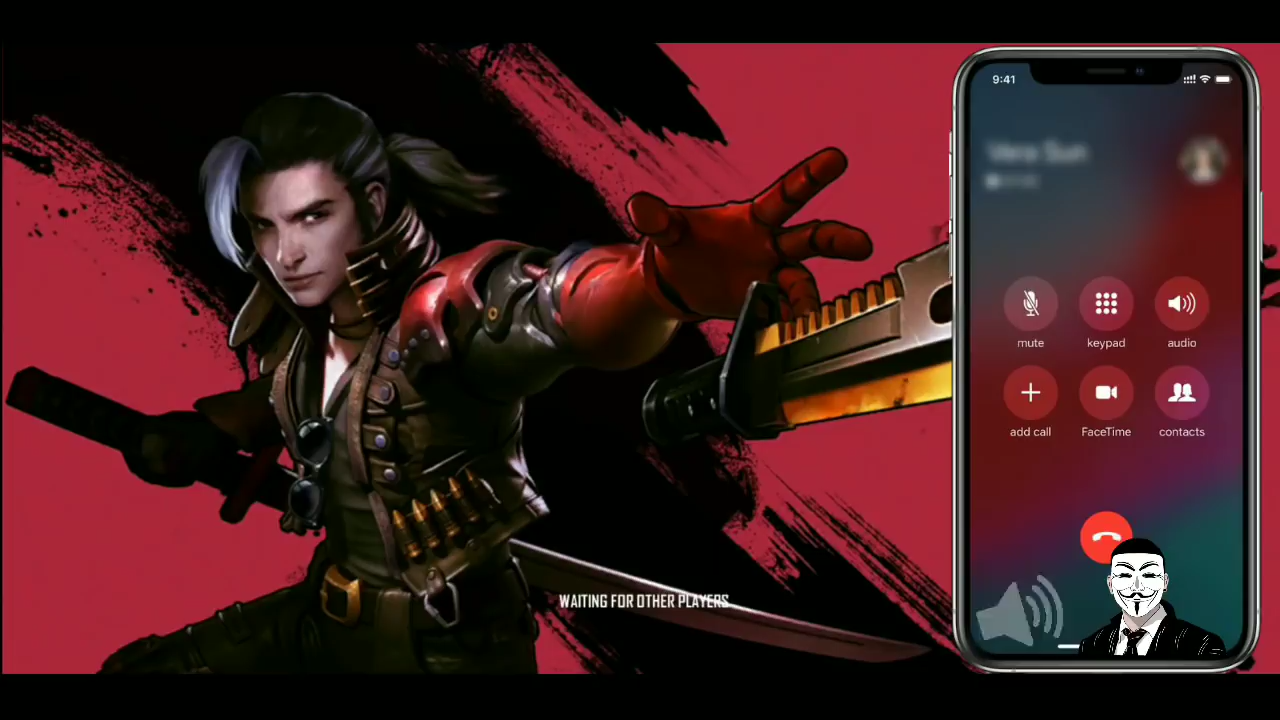 9:41
mute
keypad
audio
add call
FaceTime
contacts
WAITING FOR OTHER PLAYERS